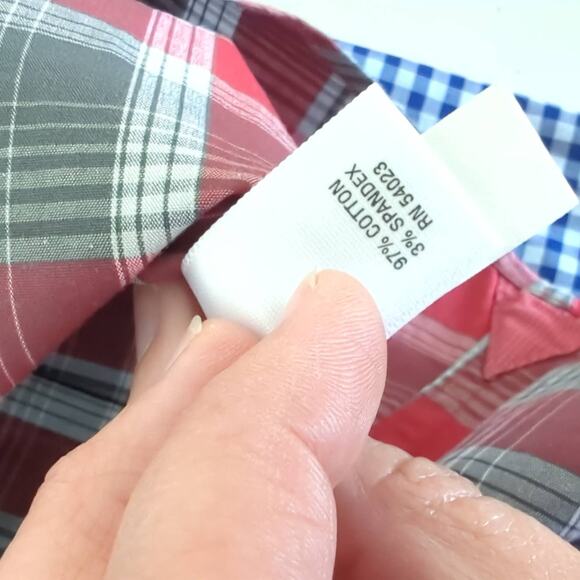 97% COTTON
3% SPANDEX
RN 54023